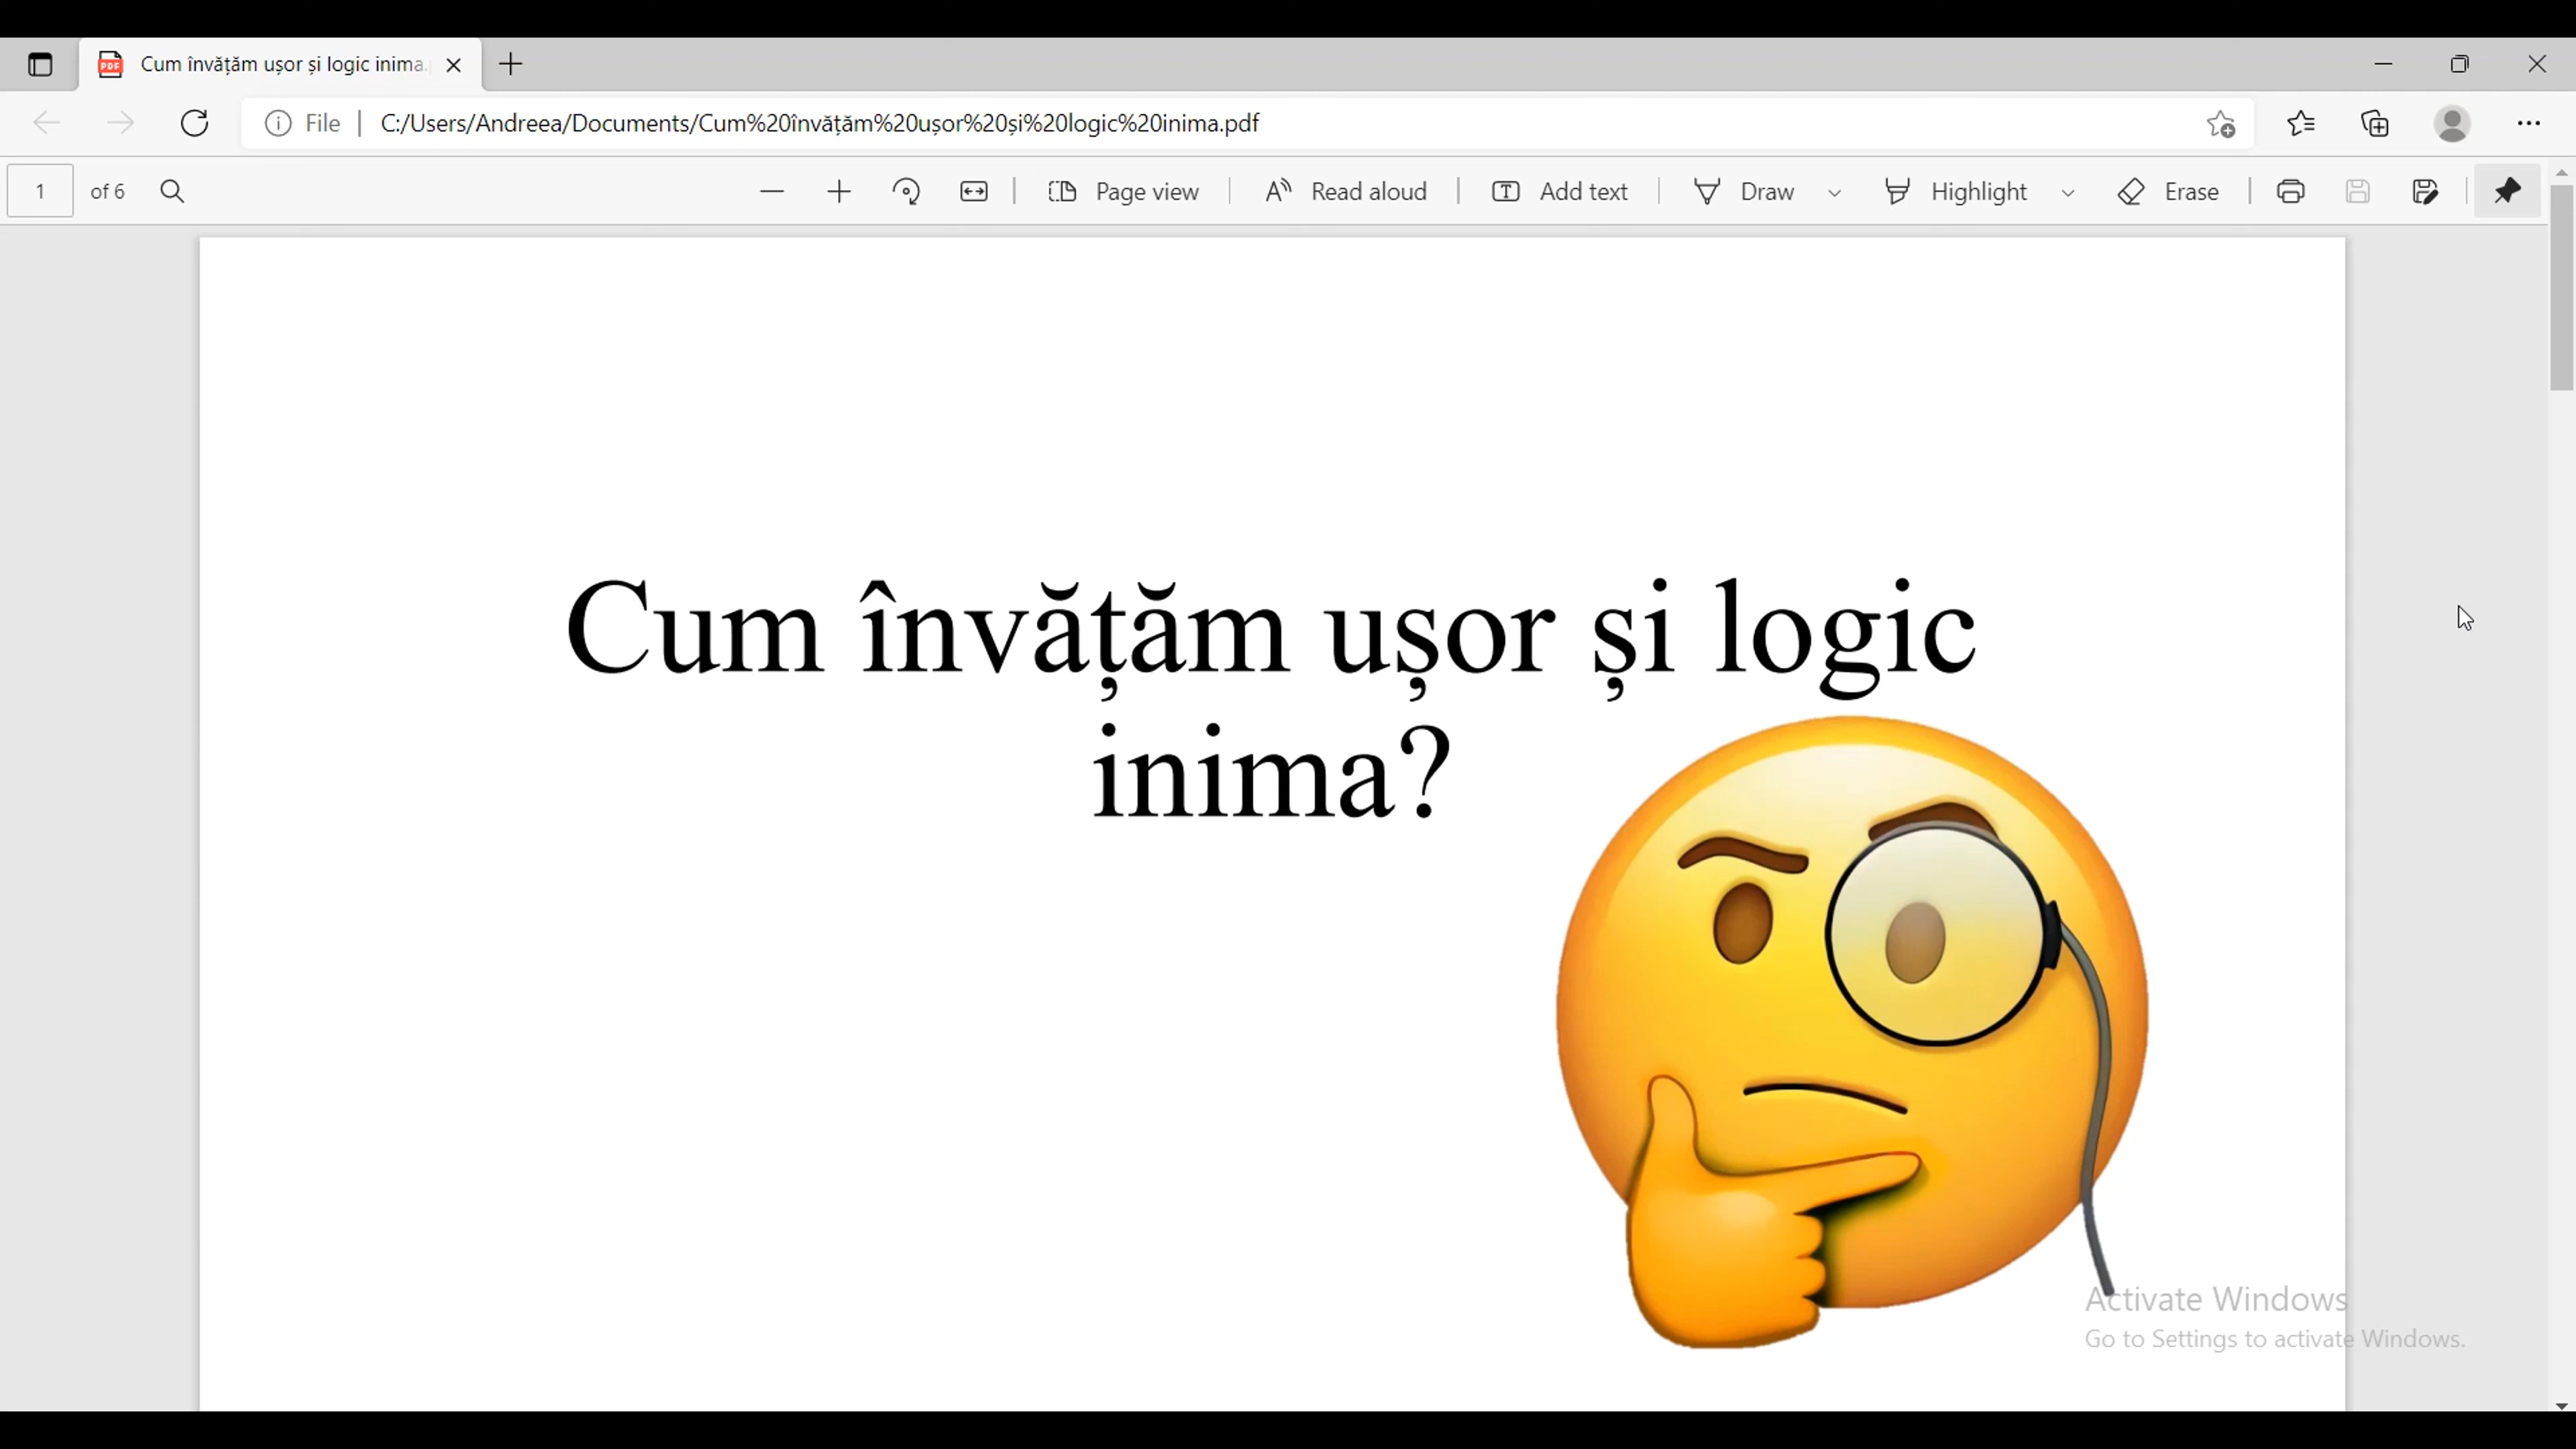 Cum învățăm ușor și logic inima.
File
C:/Users/Andreea/Documents/Cum%20învățăm%20ușor%20și%20logic%20inima.pdf
1 of 6
Page view
Read aloud
Add text
Draw
Highlight
Erase
Cum învățăm ușor și logic
inima?
Activate Windows
Go to Settings to activate Windows.